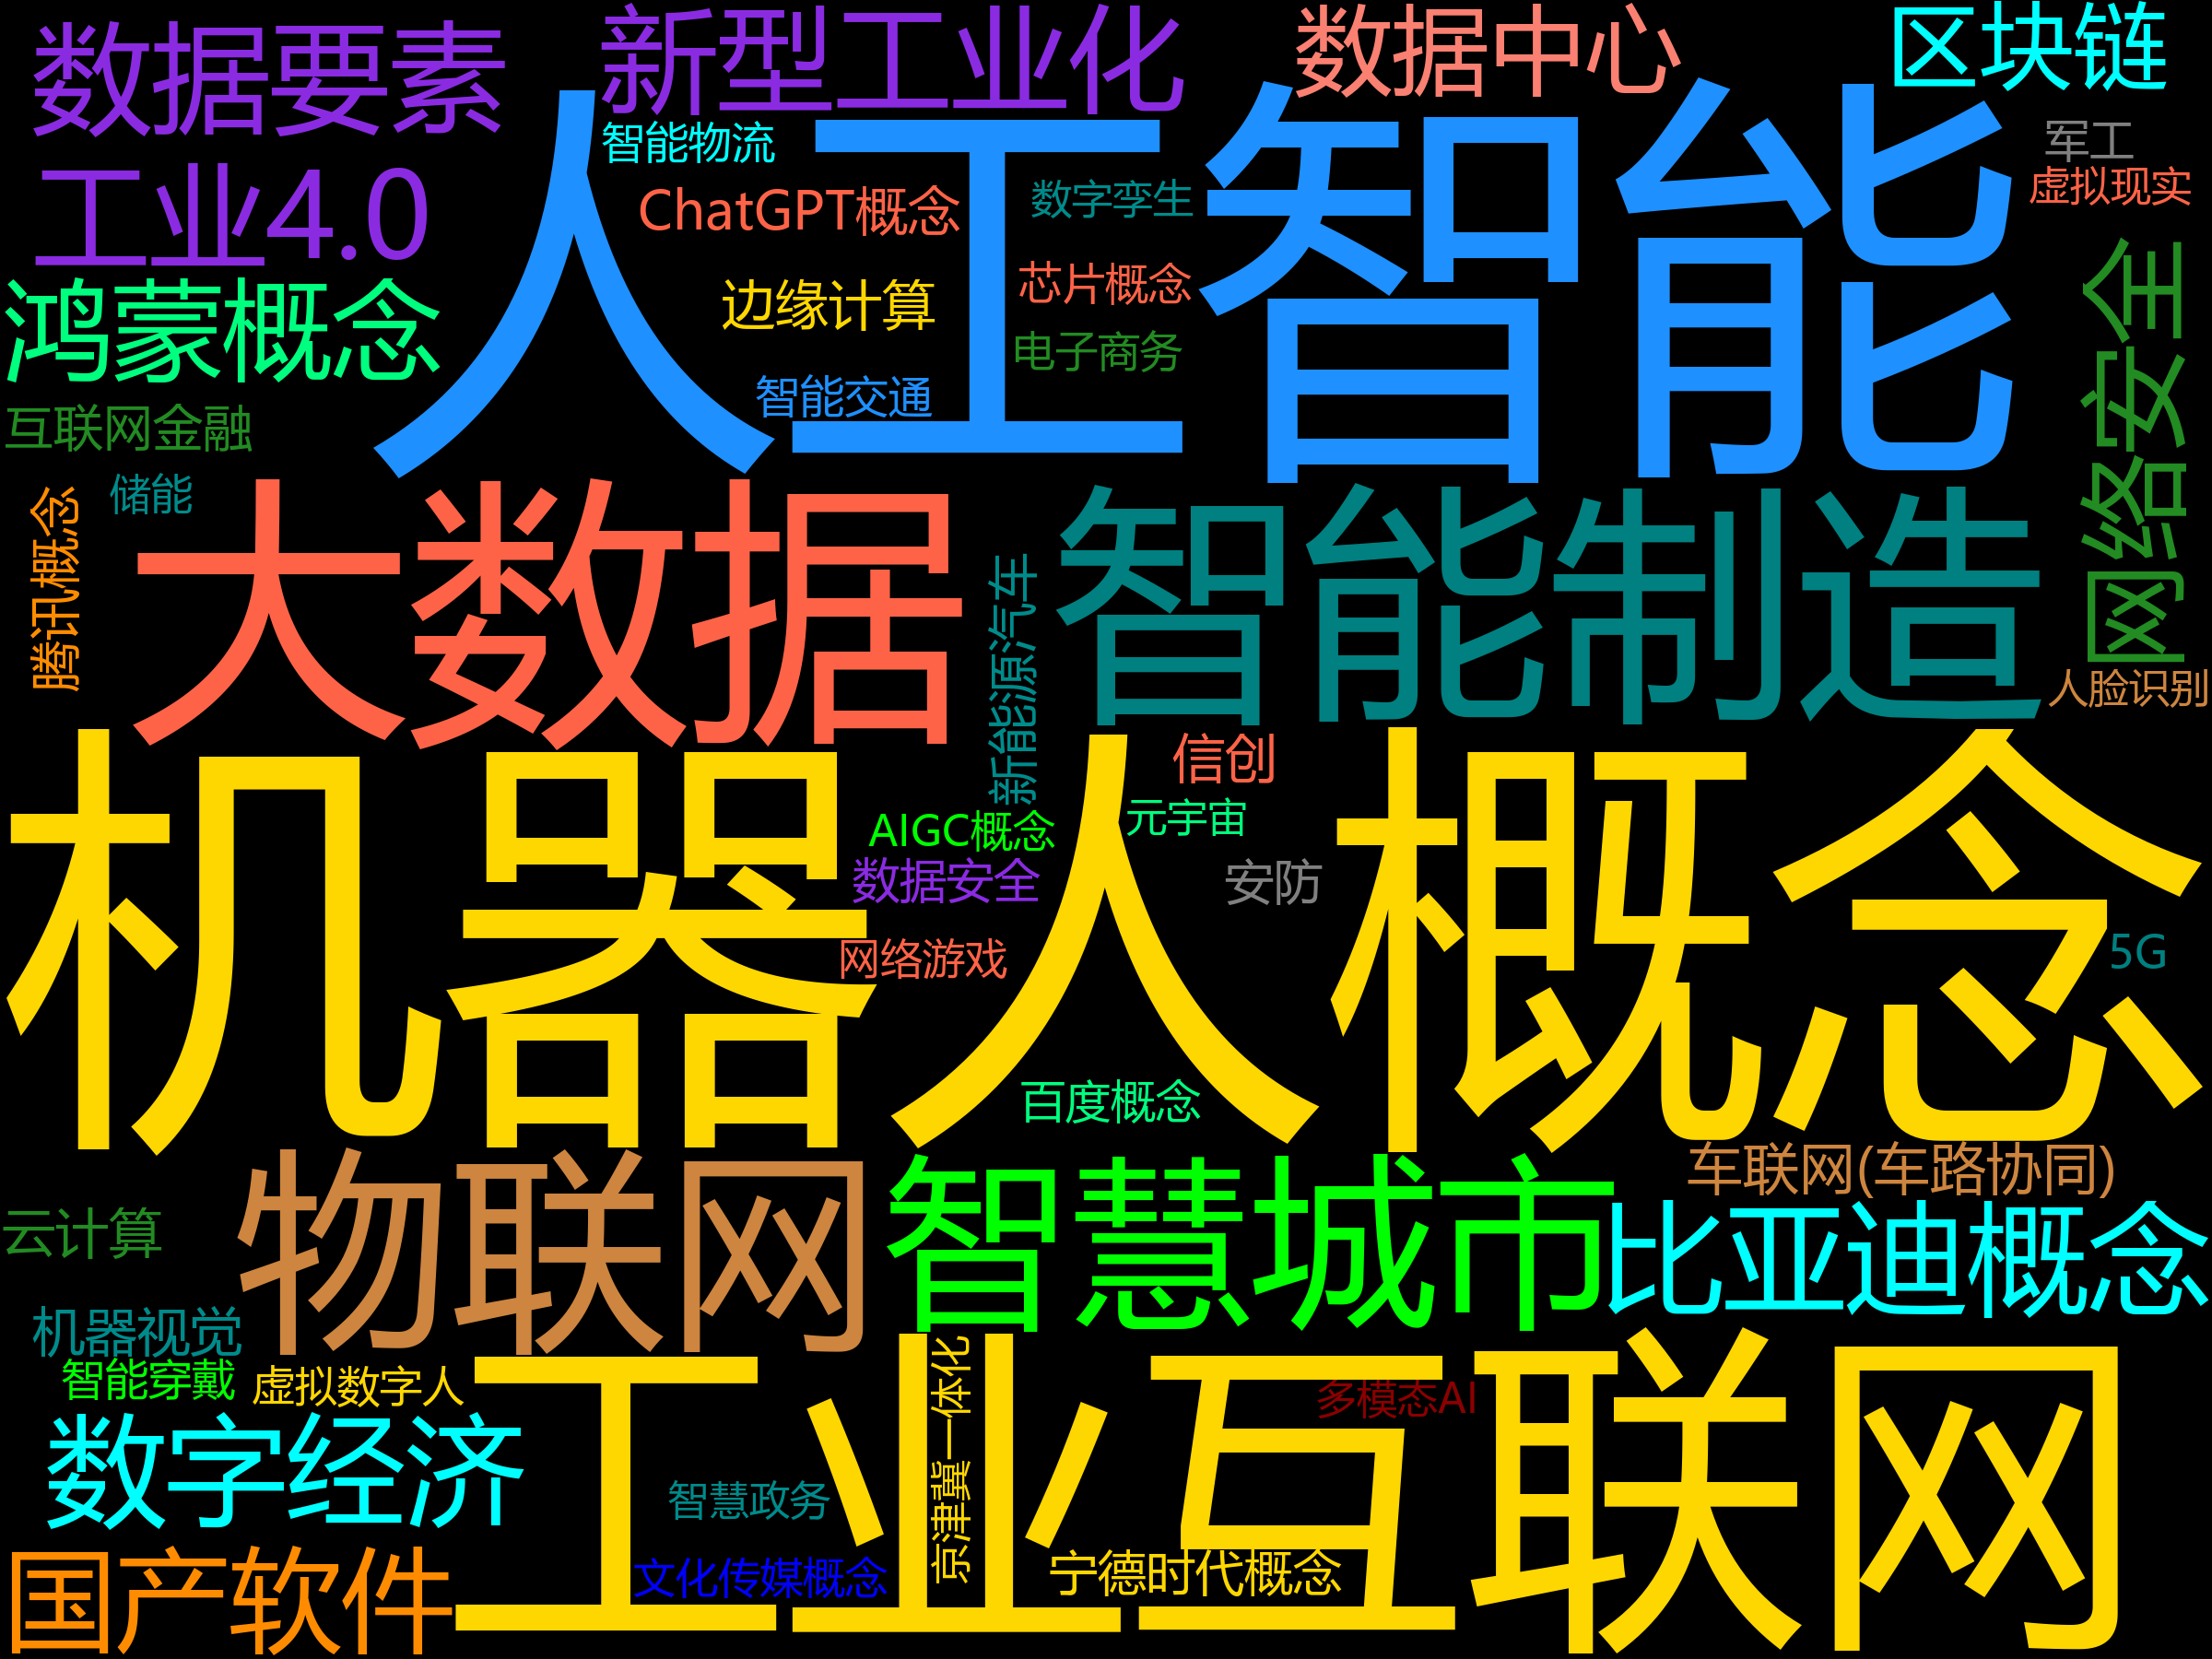 数据要素
新型工业化
数据中心
区块链
智能物流
军工
工业4.0
ChatGPT概念
数字孪生
虚拟现实
人工智能
鸿蒙概念
边缘计算
芯片概念
电子商务
网络安全
互联网金融
智能交通
储能
腾讯概念
大数据
智能制造
新能源汽车
人脸识别
信创
机器人概念
AIGC概念
元宇宙
数据安全
安防
网络游戏
5G
百度概念
车联网(车路协同)
云计算
物联网
智慧城市
比亚迪概念
机器视觉
智能穿戴
虚拟数字人
京津冀一体化
多模态AI
数字经济
工业互联网
智慧政务
国产软件
文化传媒概念
宁德时代概念